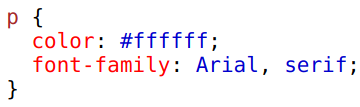 p {
  color: #ffffff;
  font-family: Arial, serif;
}